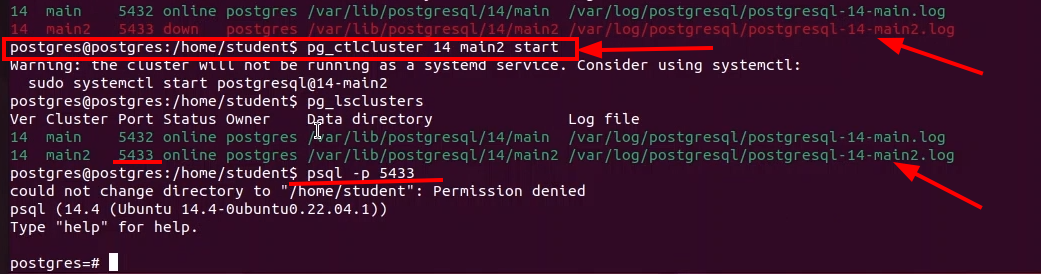 14  main    5432 online postgres /var/lib/postgresql/14/main  /var/log/postgresql/postgresql-14-main.log
14  main2   5433 down   postgres /var/lib/postgresql/14/main2 /var/log/postgresql/postgresql-14-main2.log
postgres@postgres:/home/student$ pg_ctlcluster 14 main2 start
Warning: the cluster will not be running as a systemd service. Consider using systemctl:
  sudo systemctl start postgresql@14-main2
postgres@postgres:/home/student$ pg_lsclusters
Ver Cluster Port Status Owner    Data directory               Log file
14  main    5432 online postgres /var/lib/postgresql/14/main  /var/log/postgresql/postgresql-14-main.log
14  main2   5433 online postgres /var/lib/postgresql/14/main2 /var/log/postgresql/postgresql-14-main2.log
postgres@postgres:/home/student$ psql -p 5433
could not change directory to "/home/student": Permission denied
psql (14.4 (Ubuntu 14.4-0ubuntu0.22.04.1))
Type "help" for help.
postgres=#